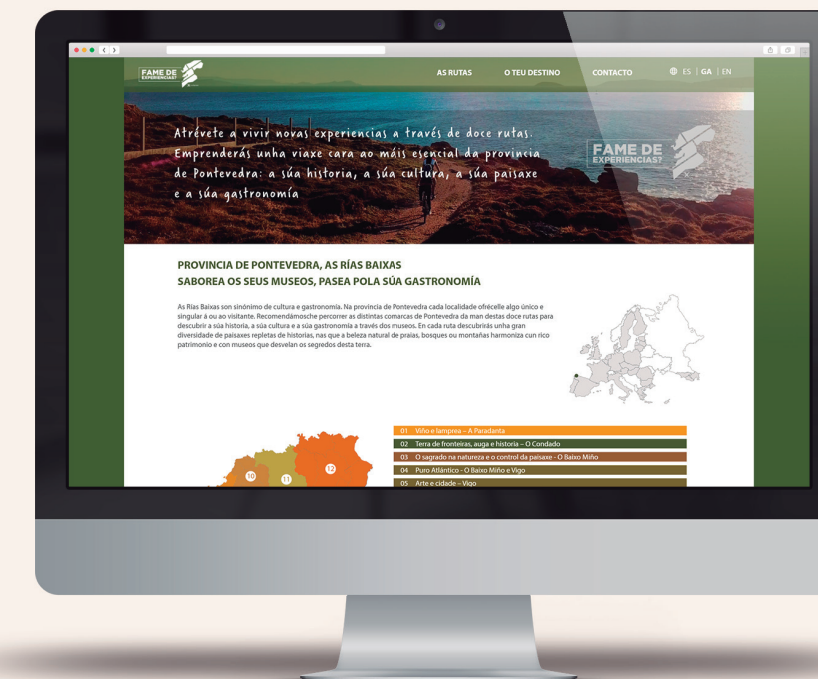 FAME DE
EXPERIENCIAS?
AS RUTAS
O TEU DESTINO
CONTACTO
ES | GA | EN
Atrévete a vivir novas experiencias a través de doce rutas.
Emprenderás unha viaxe cara ao máis esencial da provincia
de Pontevedra: a súa historia, a súa cultura, a súa paisaxe
e a súa gastronomía
FAME DE
EXPERIENCIAS?
PROVINCIA DE PONTEVEDRA, AS RÍAS BAIXAS
SABOREA OS SEUS MUSEOS, PASEA POLA SÚA GASTRONOMÍA
As Rías Baixas son sinónimo de cultura e gastronomía. Na provincia de Pontevedra cada localidade ofrécelle algo único e
singular á ou ao visitante. Recomendámosche percorrer as distintas comarcas de Pontevedra da man destas doce rutas para
descubrir a súa historia, a súa cultura e a súa gastronomía a través dos museos. En cada ruta descubrirás unha gran
diversidade de paisaxes repletas de historias, nas que a beleza natural de praias, bosques ou montañas harmoniza cun rico
patrimonio e con museos que desvelan os segredos desta terra.
01 Viño e lamprea – A Paradanta
02 Terra de fronteiras, auga e historia – O Condado
03 O sagrado na natureza e o control da paisaxe - O Baixo Miño
04 Puro Atlántico - O Baixo Miño e Vigo
05 Arte e cidade – Vigo
10
11
12